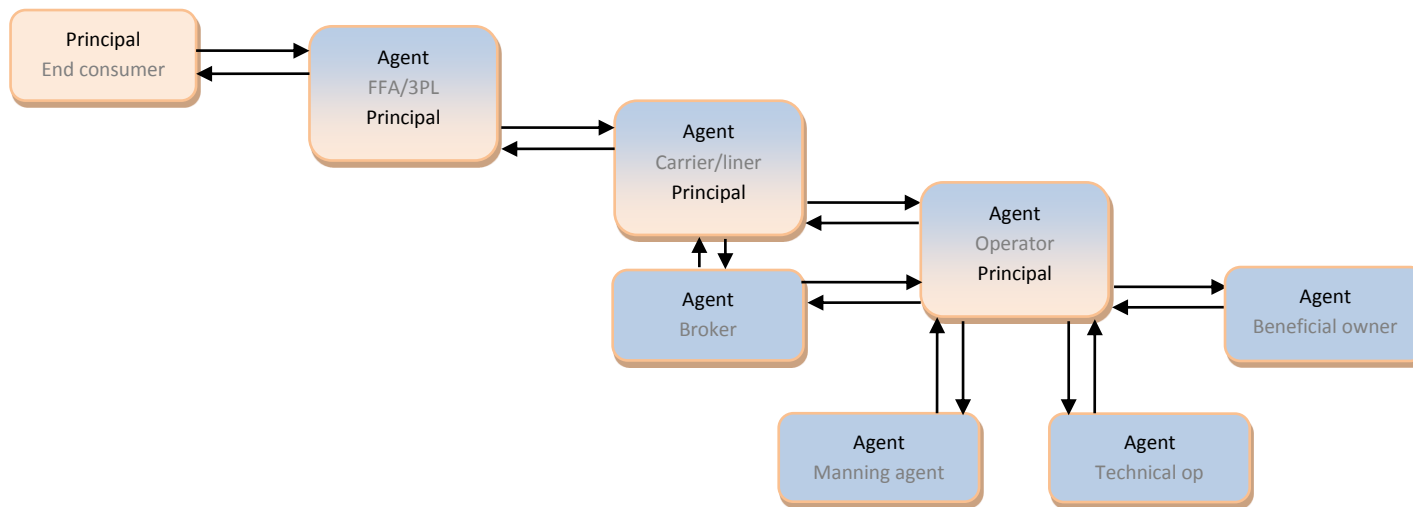 Principal
End consumer
Agent
FFA/3PL
Principal
Agent
Carrier/liner
Principal
Agent
Operator
Principal
Agent
Broker
Agent
Beneficial owner
Agent
Manning agent
Agent
Technical op